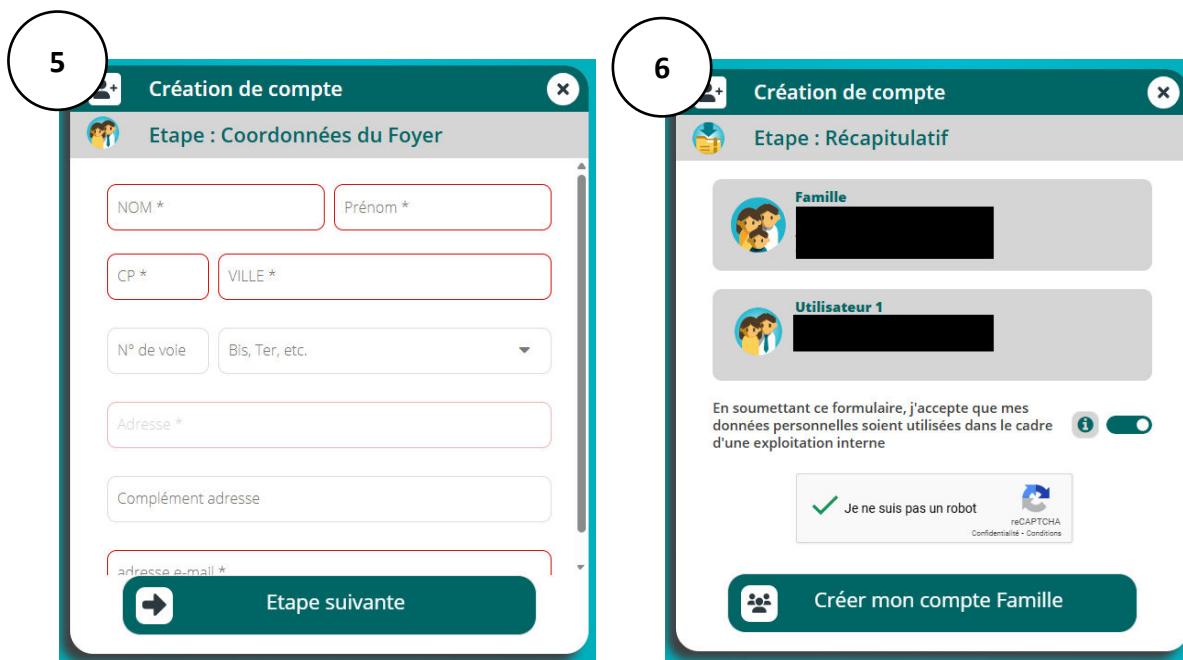 5
Création de compte
Etape : Coordonnées du Foyer
NOM *
Prénom *
CP *
VILLE *
N° de voie
Bis, Ter, etc.
Adresse *
Complément adresse
adresse e-mail *
Etape suivante
6
Création de compte
Etape : Récapitulatif
Famille
Utilisateur 1
En soumettant ce formulaire, j'accepte que mes
données personnelles soient utilisées dans le cadre
d'une exploitation interne
Je ne suis pas un robot
reCAPTCHA
Confidentialité - Conditions
Créer mon compte Famille